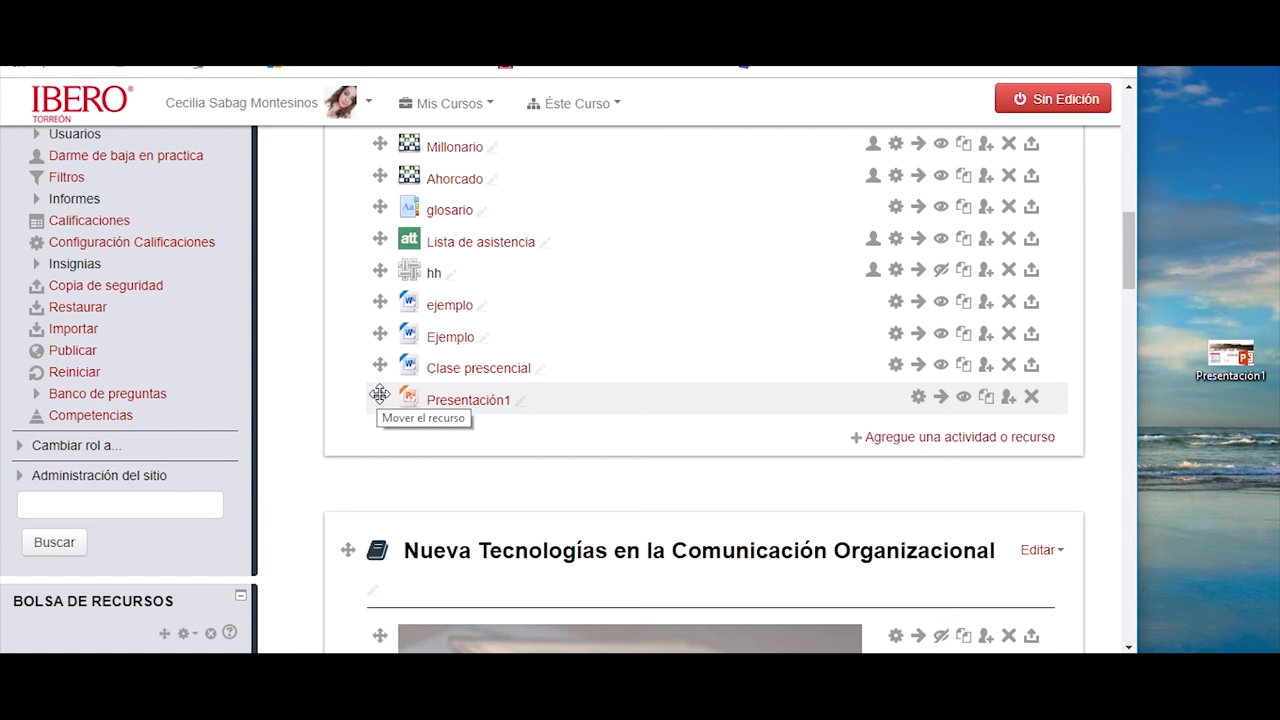 IBERO
TORREÓN
Cecilia Sabag Montesinos
Mis Cursos
Éste Curso
Sin Edición
Usuarios
Darme de baja en practica
Filtros
Informes
Calificaciones
Configuración Calificaciones
Insignias
Copia de seguridad
Restaurar
Importar
Publicar
Reiniciar
Banco de preguntas
Competencias
Cambiar rol a...
Administración del sitio
Buscar
BOLSA DE RECURSOS
Millonario
Ahorcado
glosario
att Lista de asistencia
hh
ejemplo
Ejemplo
Clase prescencial
Presentación1
Mover el recurso
Agregue una actividad o recurso
Nueva Tecnologías en la Comunicación Organizacional
Editar
Presentación1